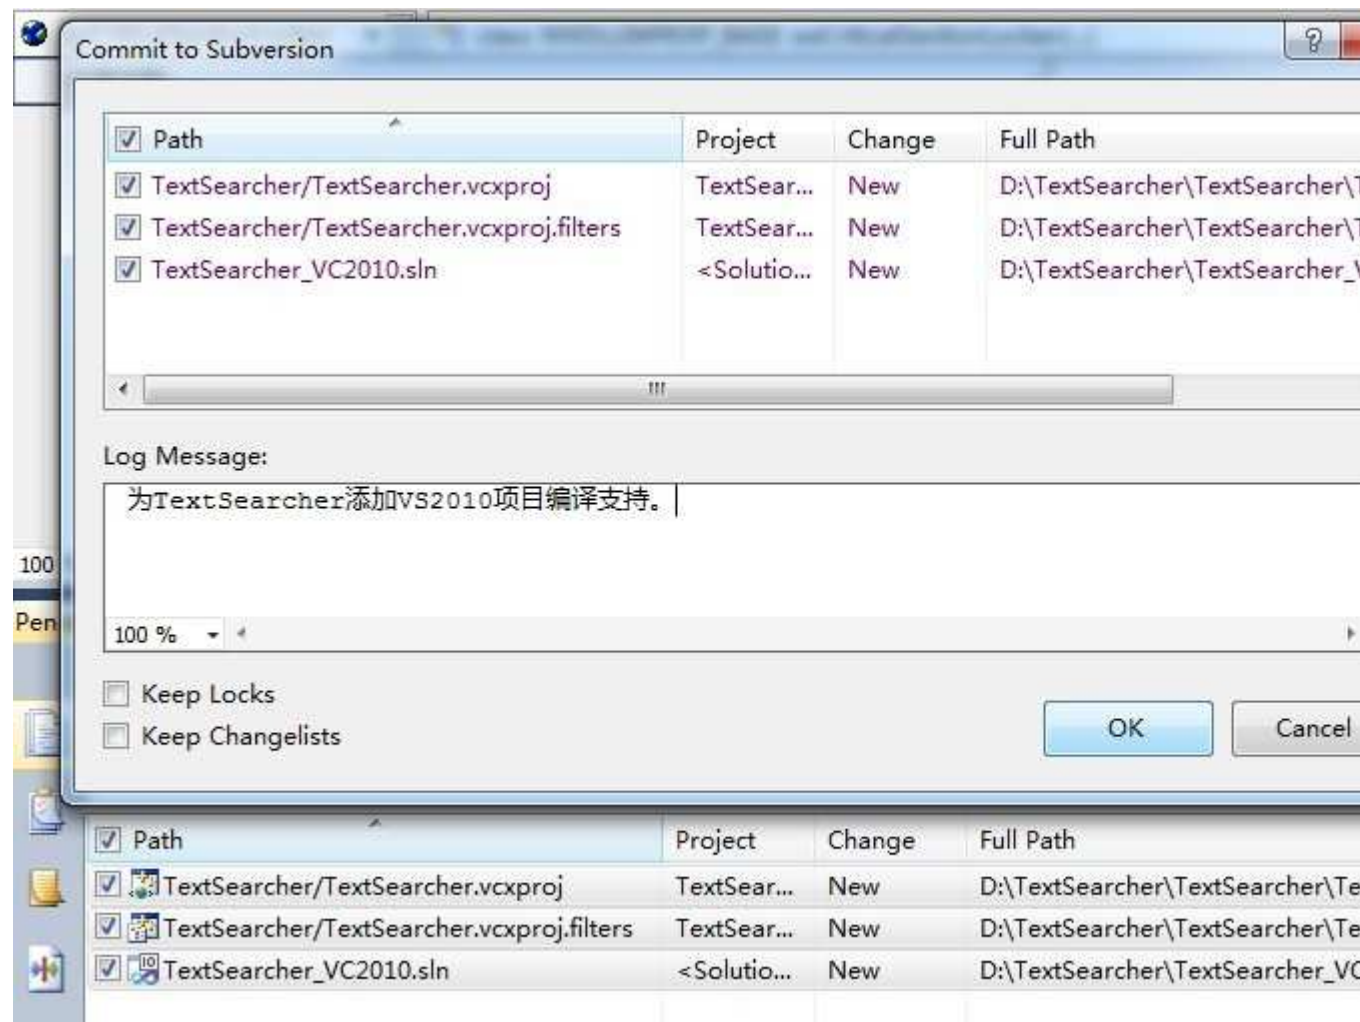 Commit to Subversion
Path Project Change Full Path
TextSearcher/TextSearcher.vcxproj TextSear... New D:\TextSearcher\TextSearcher\T
TextSearcher/TextSearcher.vcxproj.filters TextSear... New D:\TextSearcher\TextSearcher\T
TextSearcher_VC2010.sln <Solutio... New D:\TextSearcher\TextSearcher_V
Log Message:
为TextSearcher添加VS2010项目编译支持。
100
Pen
100 %
Keep Locks
Keep Changelists
OK Cancel
Path Project Change Full Path
TextSearcher/TextSearcher.vcxproj TextSear... New D:\TextSearcher\TextSearcher\Te
TextSearcher/TextSearcher.vcxproj.filters TextSear... New D:\TextSearcher\TextSearcher\Te
TextSearcher_VC2010.sln <Solutio... New D:\TextSearcher\TextSearcher_VC